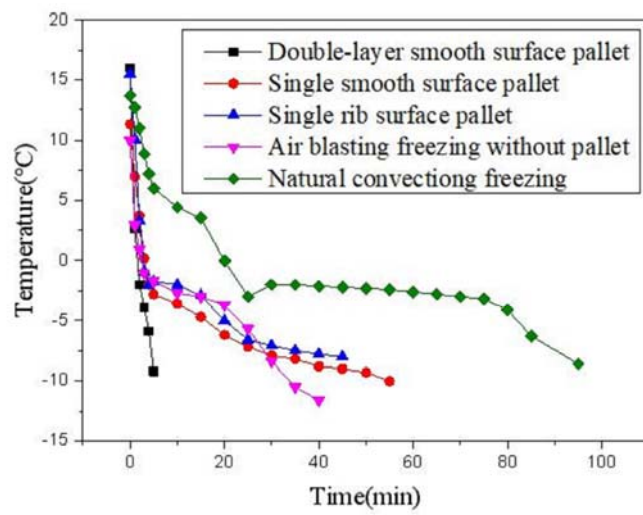 20
15
10
5
0
-5
-10
-15
Temperature(°C)
Double-layer smooth surface pallet
Single smooth surface pallet
Single rib surface pallet
Air blasting freezing without pallet
Natural convectiong freezing
0 20 40 60 80 100
Time(min)